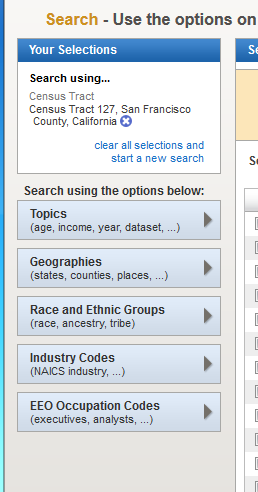 Search - Use the options on
Your Selections
Search using...
Census Tract
Census Tract 127, San Francisco
County, California
clear all selections and
start a new search
Search using the options below:
Topics
(age, income, year, dataset, ...)
Geographies
(states, counties, places, ...)
Race and Ethnic Groups
(race, ancestry, tribe)
Industry Codes
(NAICS industry, ...)
EEO Occupation Codes
(executives, analysts, ...)